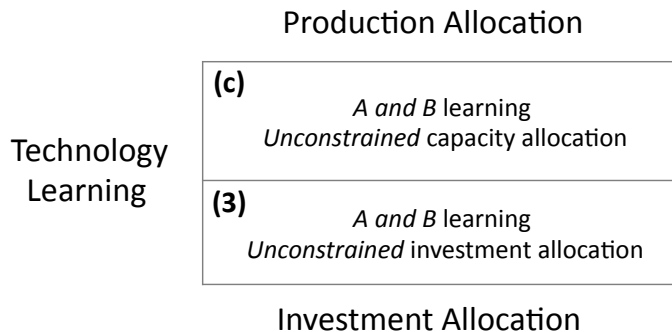 Production Allocation
(c)
A and B learning
Unconstrained capacity allocation
Technology
Learning
(3)
A and B learning
Unconstrained investment allocation
Investment Allocation